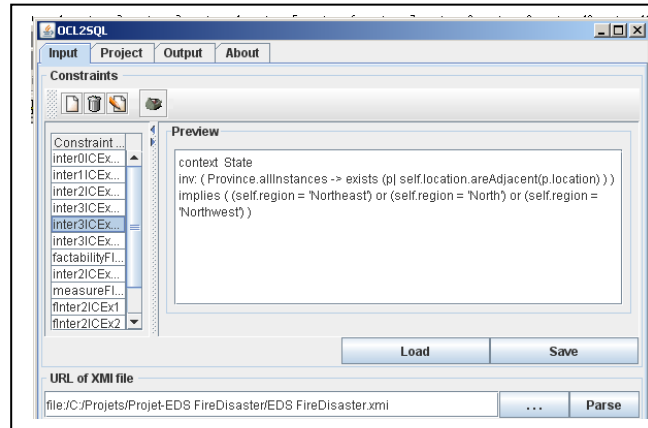 OCL2SQL
Input Project Output About
Constraints
Preview
Constraint ...
inter0ICEx...
inter1ICEx...
inter2ICEx...
inter3ICEx...
inter3ICEx...
inter3ICEx...
factabilityFl...
inter2ICEx...
measureFl...
fInter2ICEx1
fInter2ICEx2
context State
inv: ( Province.allInstances -> exists (p| self.location.areAdjacent(p.location) ) )
implies ( (self.region = 'Northeast') or (self.region = 'North') or (self.region =
'Northwest') )
Load Save
URL of XMI file
file:/C:/Projets/Projet-EDS FireDisaster/EDS FireDisaster.xmi ... Parse